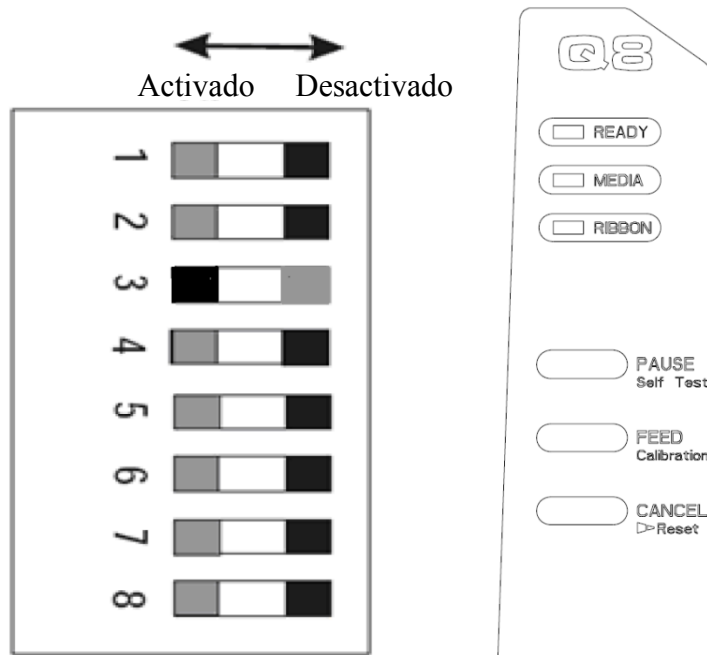 Activado Desactivado
1
2
3
4
5
6
7
8
Q8
READY
MEDIA
RIBBON
PAUSE
Self Test
FEED
Calibration
CANCEL
Reset